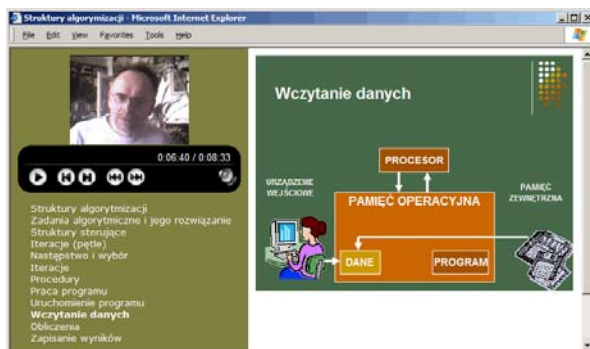 Struktury algorymizacji - Microsoft Internet Explorer
File Edit View Favorites Tools Help
0:06:40 / 0:08:33
Struktury algorytmizacji
Zadania algorytmiczne i jego rozwiązanie
Struktury sterujące
Iteracje (pętle)
Następstwo i wybór
Iteracje
Procedury
Praca programu
Uruchomienie programu
Wczytanie danych
Obliczenia
Zapisanie wyników
Wczytanie danych
PROCESOR
URZĄDZENIE
WEJŚCIOWE
PAMIĘĆ OPERACYJNA
PAMIĘĆ
ZEWNĘTRZNA
DANE
PROGRAM